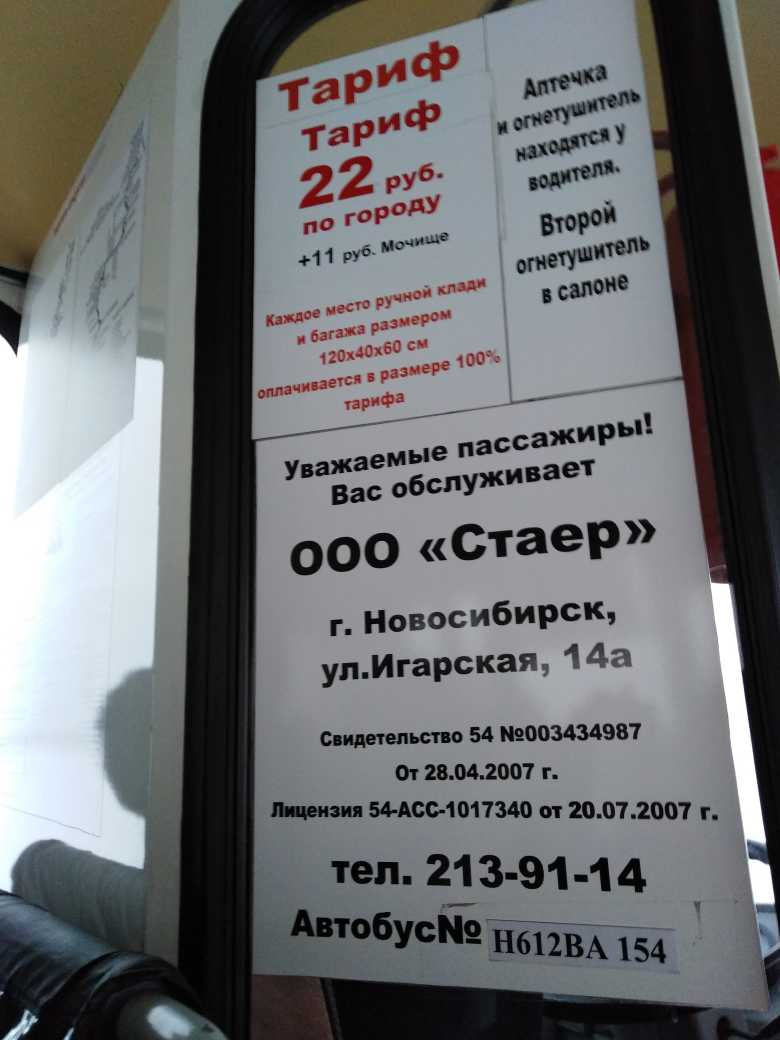 Тариф
Тариф
22 руб.
по городу
+11 руб. Мочище
Каждое место ручной клади
и багажа размером
120х40х60 см
оплачивается в размере 100%
тарифа
Аптечка
и огнетушитель
находятся у
водителя.
Второй
огнетушитель
в салоне
Уважаемые пассажиры!
Вас обслуживает
ООО «Стаер»
г. Новосибирск,
ул.Игарская, 14а
Свидетельство 54 №003434987
От 28.04.2007 г.
Лицензия 54-АСС-1017340 от 20.07.2007 г.
тел. 213-91-14
Автобус№ Н612ВА 154